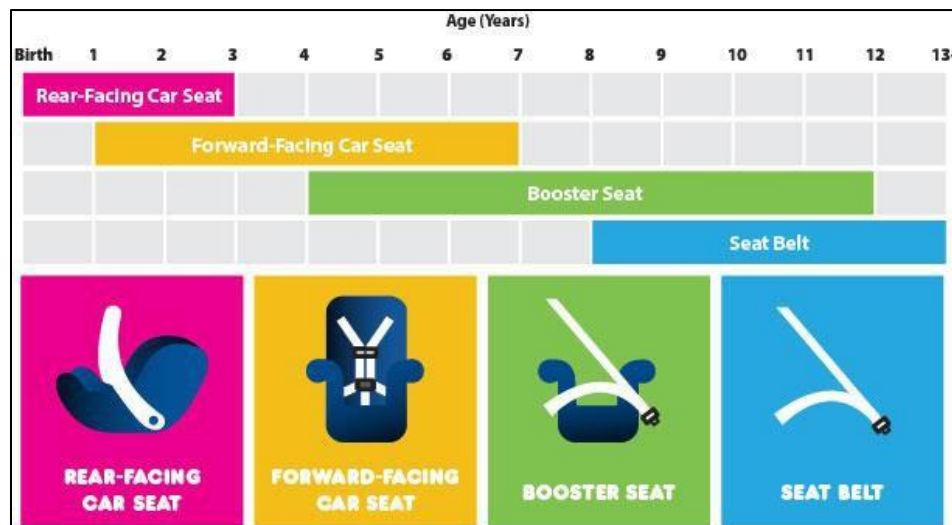 Age (Years)
Birth 1 2 3 4 5 6 7 8 9 10 11 12 13+
Rear-Facing Car Seat
Forward-Facing Car Seat
Booster Seat
Seat Belt
REAR-FACING
CAR SEAT
FORWARD-FACING
CAR SEAT
BOOSTER SEAT
SEAT BELT